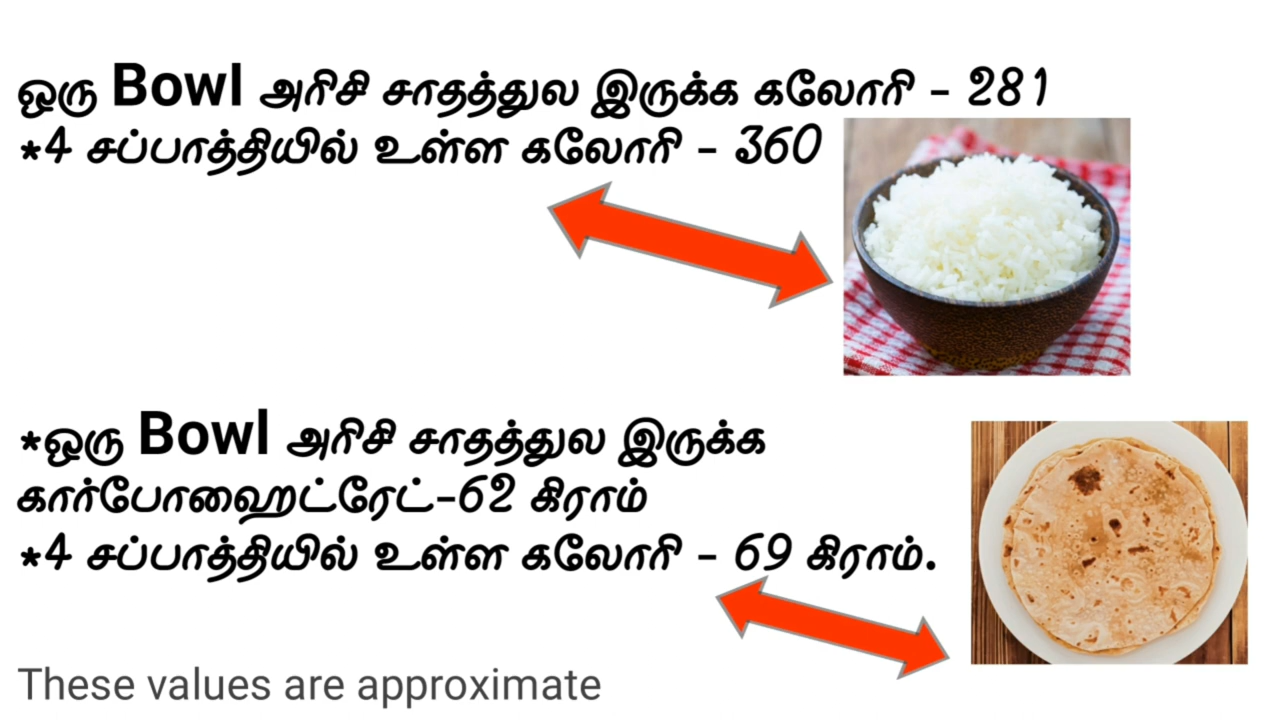 ஒரு Bowl அரிசி சாதத்துல இருக்க கலோரி - 281
*4 சப்பாத்தியில் உள்ள கலோரி - 360
*ஒரு Bowl அரிசி சாதத்துல இருக்க
கார்போஹைட்ரேட்-62 கிராம்
*4 சப்பாத்தியில் உள்ள கலோரி - 69 கிராம்.
These values are approximate